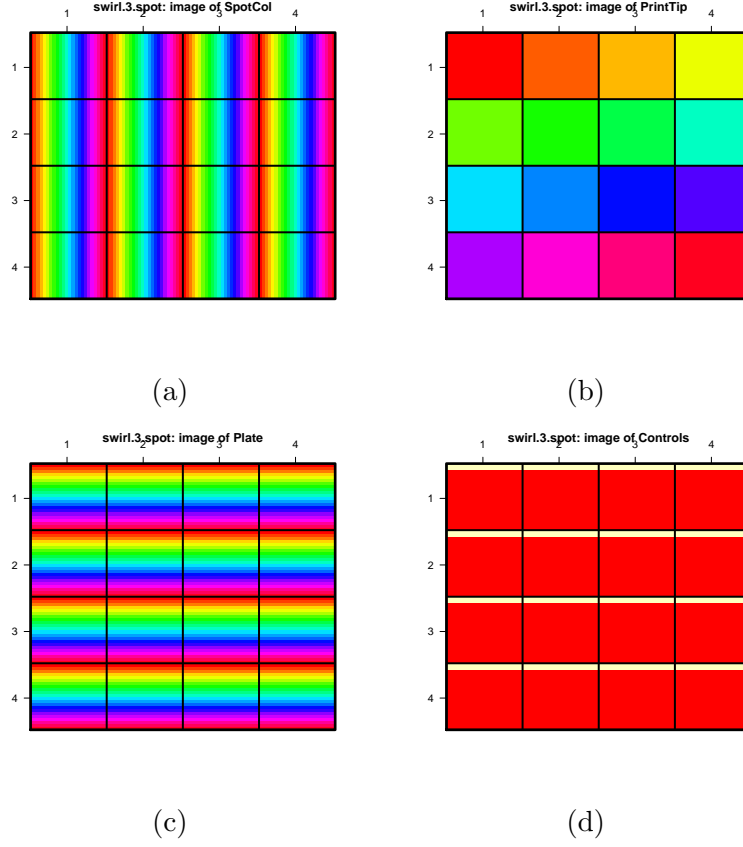 swirl.3.spot: image of SpotCol
1 2 3 4
1
2
3
4
(a)
swirl.3.spot: image of PrintTip
1 2 3 4
1
2
3
4
(b)
swirl.3.spot: image of Plate
1 2 3 4
1
2
3
4
(c)
swirl.3.spot: image of Controls
1 2 3 4
1
2
3
4
(d)